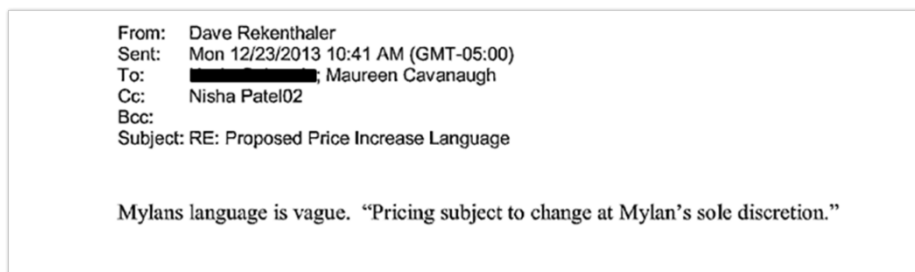 From: Dave Rekenthaler
Sent: Mon 12/23/2013 10:41 AM (GMT-05:00)
To: ; Maureen Cavanaugh
Cc: Nisha Patel02
Bcc:
Subject: RE: Proposed Price Increase Language
Mylans language is vague. “Pricing subject to change at Mylan’s sole discretion.”